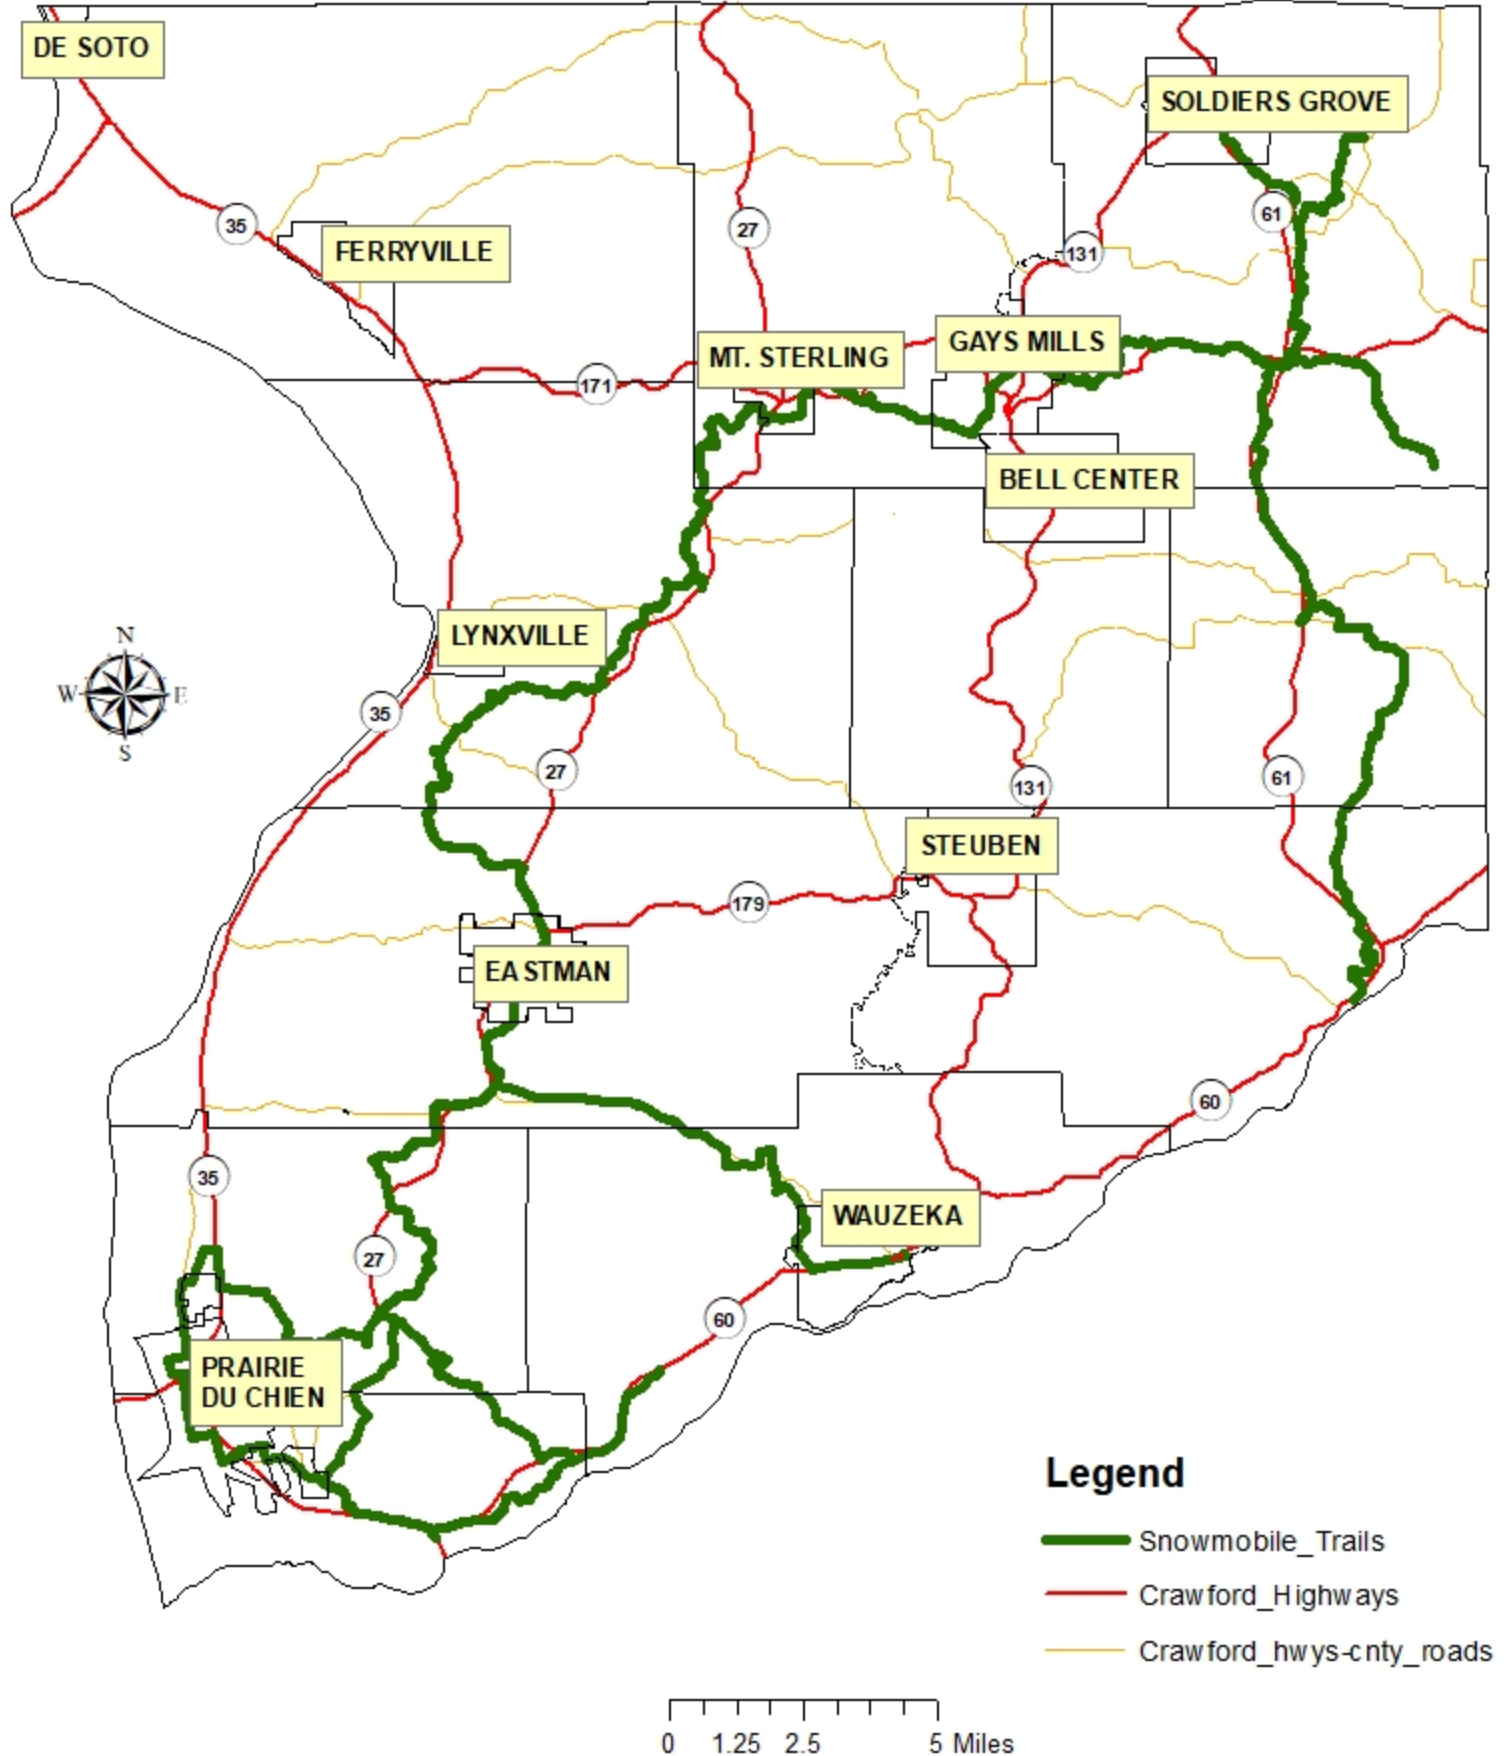 DE SOTO
SOLDIERS GROVE
35
61
27
FERRYVILLE
131
GAYS MILLS
MT. STERLING
171
BELL CENTER
LYNXVILLE
N
W E
S
35
27
61
131
STEUBEN
179
EASTMAN
60
35
WAUZEKA
27
60
PRAIRIE
DU CHIEN
Legend
Snowmobile_Trails
Crawford_Highways
Crawford_hwys-cnty_roads
0 1.25 2.5 5 Miles